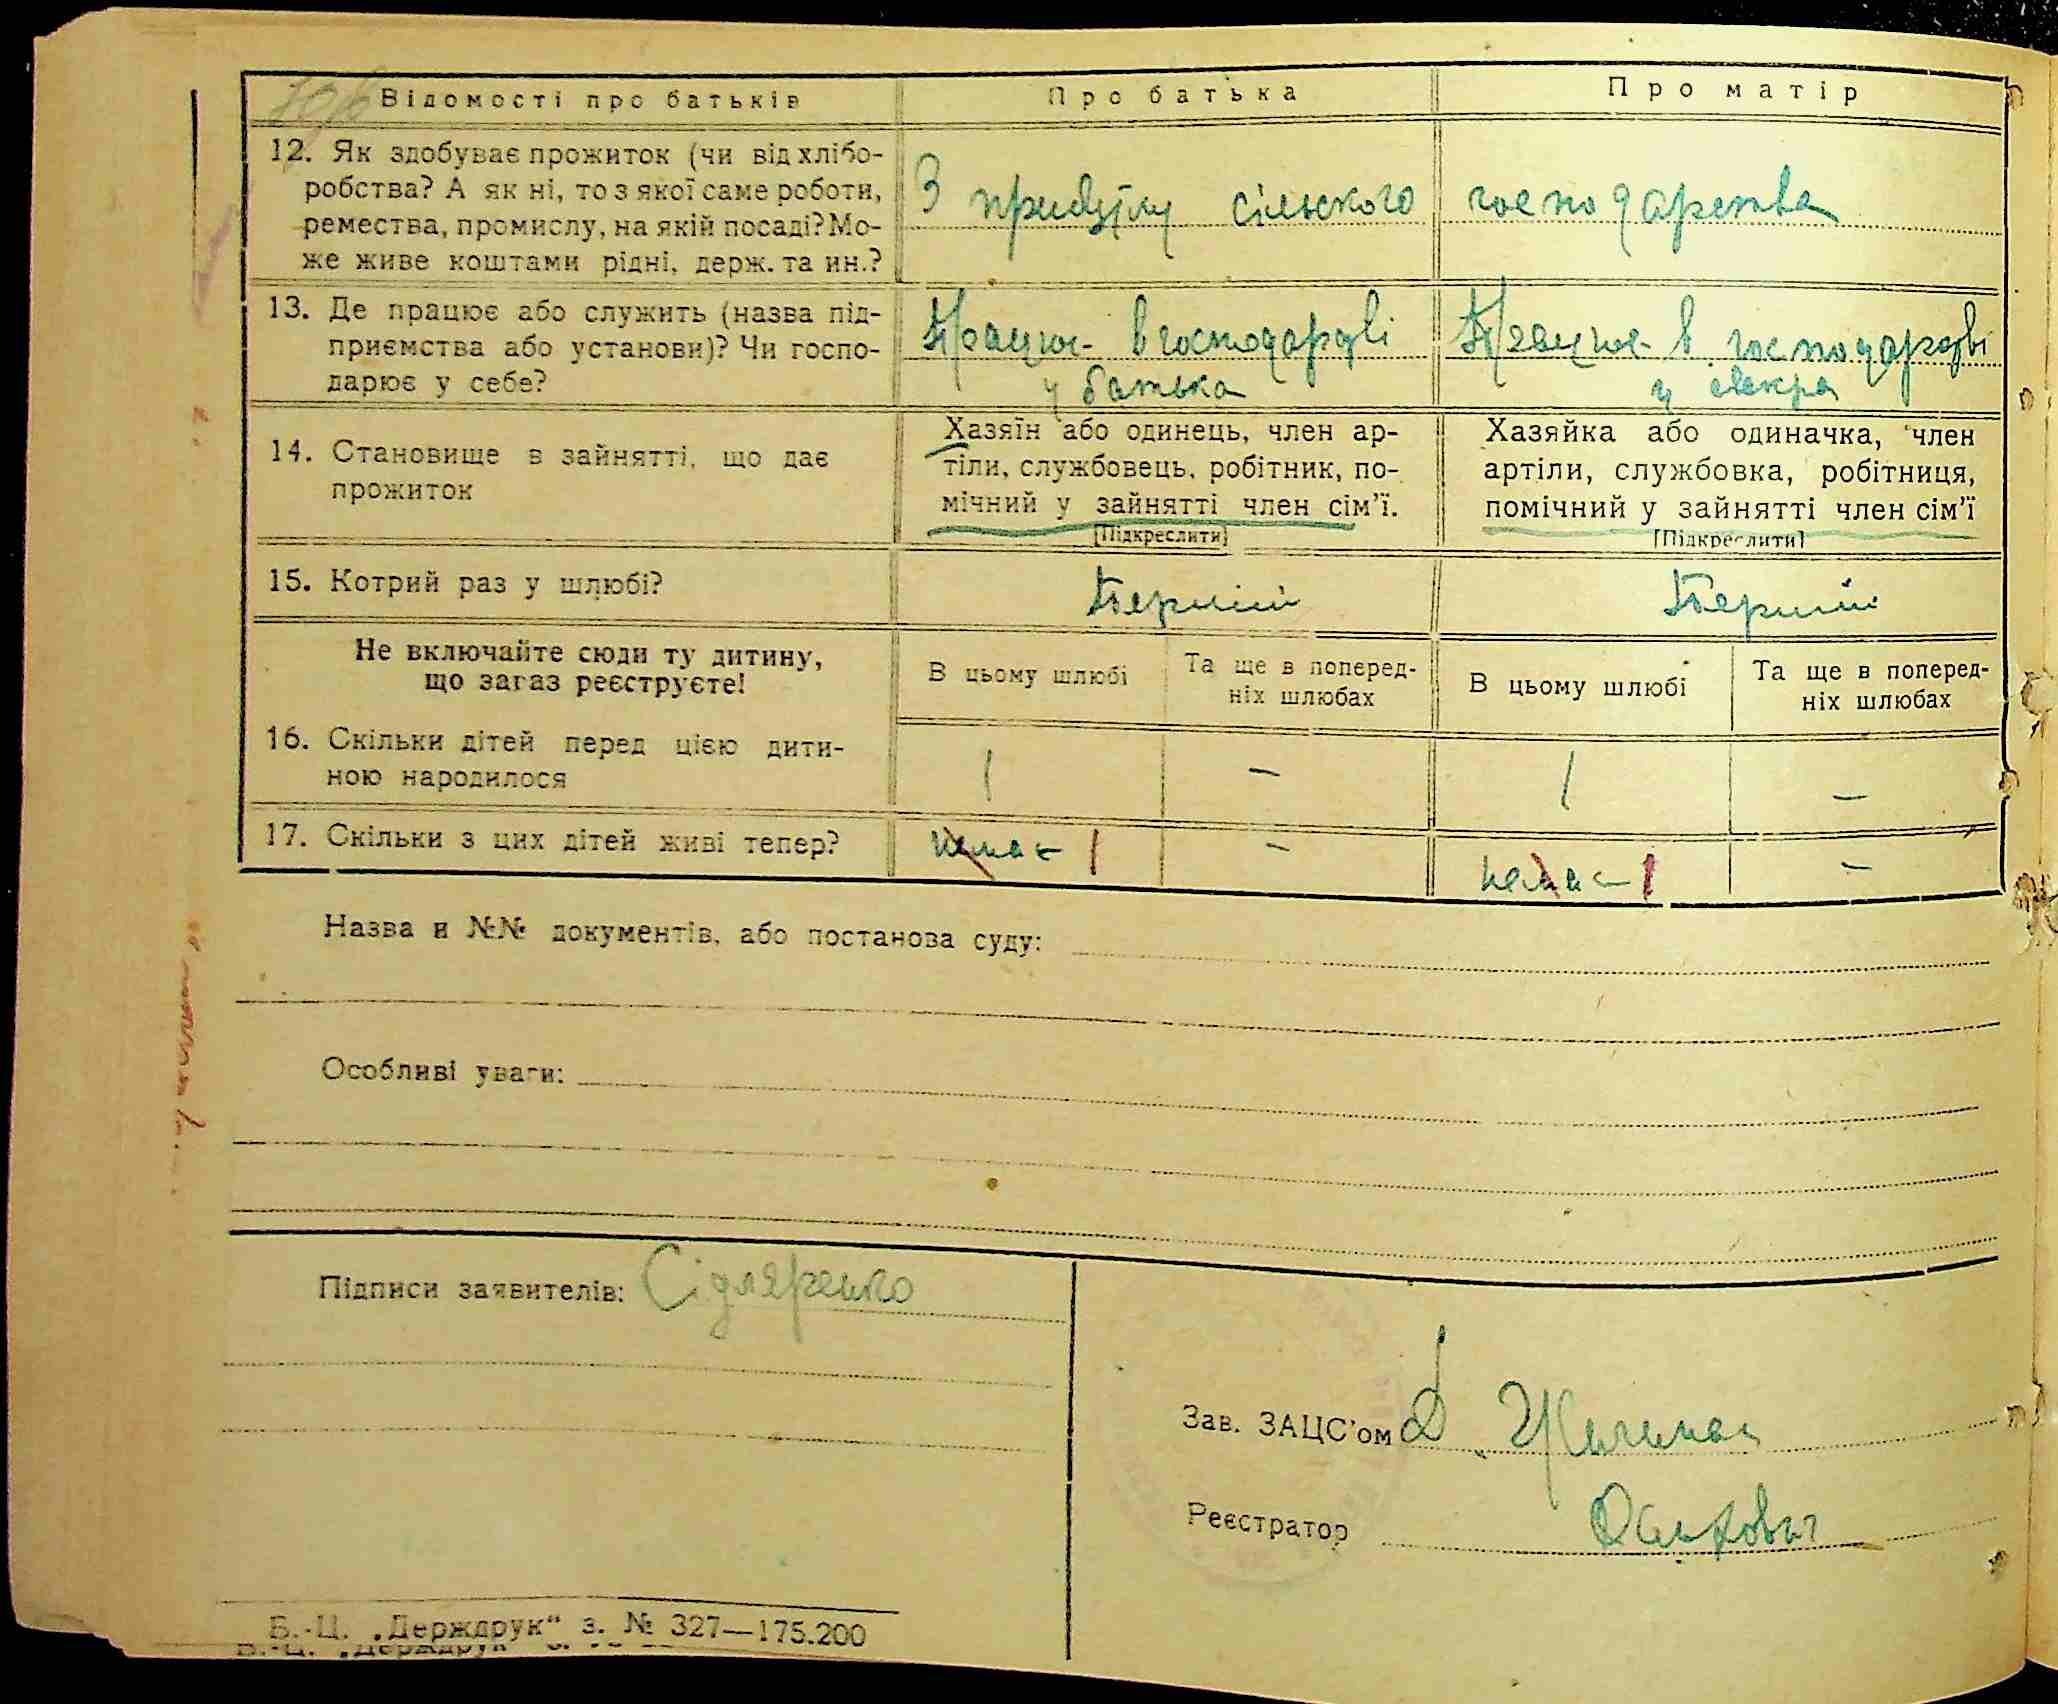 Відомості про батьків
Про батька
Про матір
12. Як здобуває прожиток (чи від хлібо-
робства? А як ні, то з якої саме роботи,
ремества, промислу, на якій посаді? Мо-
же живе коштами рідні, держ. та ин.?
З прибутку сільського господарства
13. Де працює або служить (назва під-
приємства або установи)? Чи госпо-
дарює у себе?
Працює в господарстві
у батька
Працює в господарстві
у свекра
14. Становище в зайнятті, що дає
прожиток
Хазяїн або одинець, член ар-
тіли, службовець, робітник, по-
мічний у зайнятті член сім'ї.
[Підкреслити]
Хазяйка або одиначка, член
артіли, службовка, робітниця,
помічний у зайнятті член сім'ї
[Підкреслити]
15. Котрий раз у шлюбі?
Перший
Перший
Не включайте сюди ту дитину,
що зараз реєструєте!
В цьому шлюбі
Та ще в поперед-
ніх шлюбах
В цьому шлюбі
Та ще в поперед-
ніх шлюбах
16. Скільки дітей перед цією дити-
ною народилося
1 – 1 –
17. Скільки з цих дітей живі тепер?
немає 1 – немає 1 –
Назва й №№ документів, або постанова суду:
Особливі уваги:
Підписи заявителів: Сідляренко
Зав. ЗАЦС'ом
Реєстратор
Б.-Ц. „Держдрук“ з. № 327—175.200